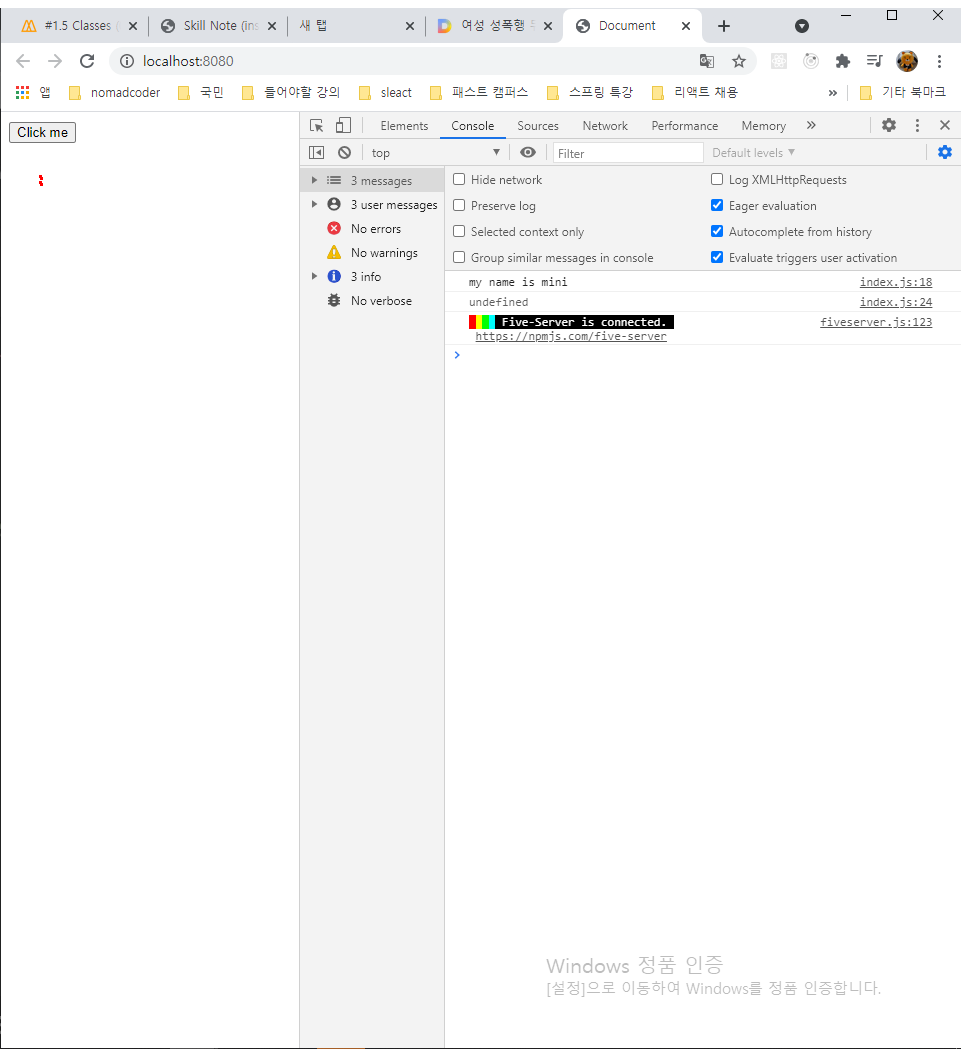 #1.5 Classes (
Skill Note (ins
새 탭
여성 성폭행
Document
localhost:8080
앱
nomadcoder
국민
들어야할 강의
sleact
패스트 캠퍼스
스프링 특강
리액트 채용
»
기타 북마크
Click me
Elements
Console
Sources
Network
Performance
Memory
»
top
Filter
Default levels
3 messages
3 user messages
No errors
No warnings
3 info
No verbose
Hide network
Log XMLHttpRequests
Preserve log
Eager evaluation
Selected context only
Autocomplete from history
Group similar messages in console
Evaluate triggers user activation
my name is mini index.js:18
undefined index.js:24
Five-Server is connected. fiveserver.js:123
https://npmjs.com/five-server
>
Windows 정품 인증
[설정]으로 이동하여 Windows를 정품 인증합니다.